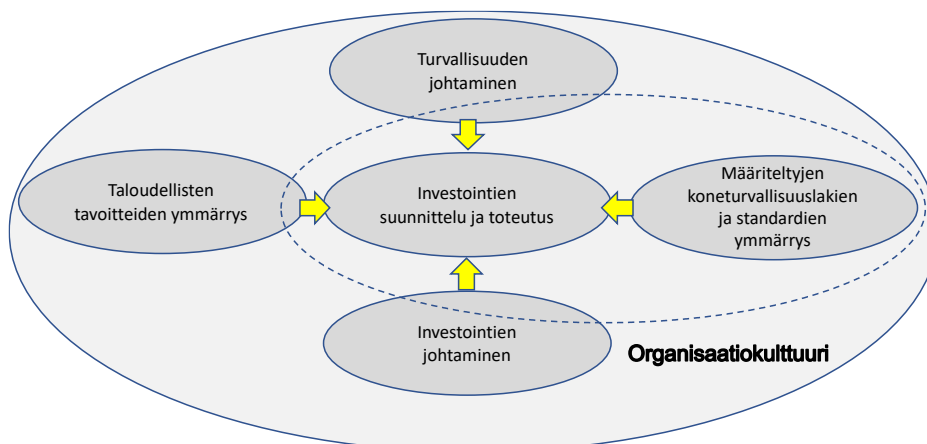 Turvallisuuden
johtaminen
Taloudellisten
tavoitteiden ymmärrys
Investointien
suunnittelu ja toteutus
Määriteltyjen
koneturvallisuuslakien
ja standardien
ymmärrys
Investointien
johtaminen
Organisaatiokulttuuri